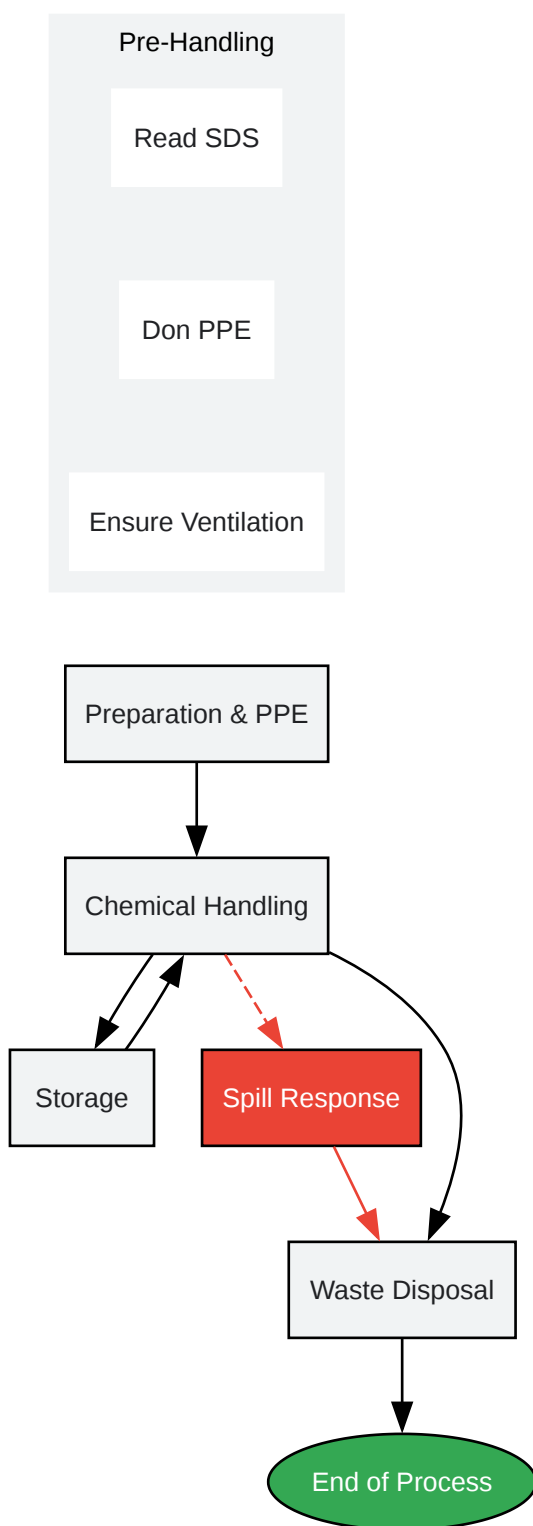 Pre-Handling
Read SDS
Don PPE
Ensure Ventilation
Preparation & PPE
Chemical Handling
Storage
Spill Response
Waste Disposal
End of Process